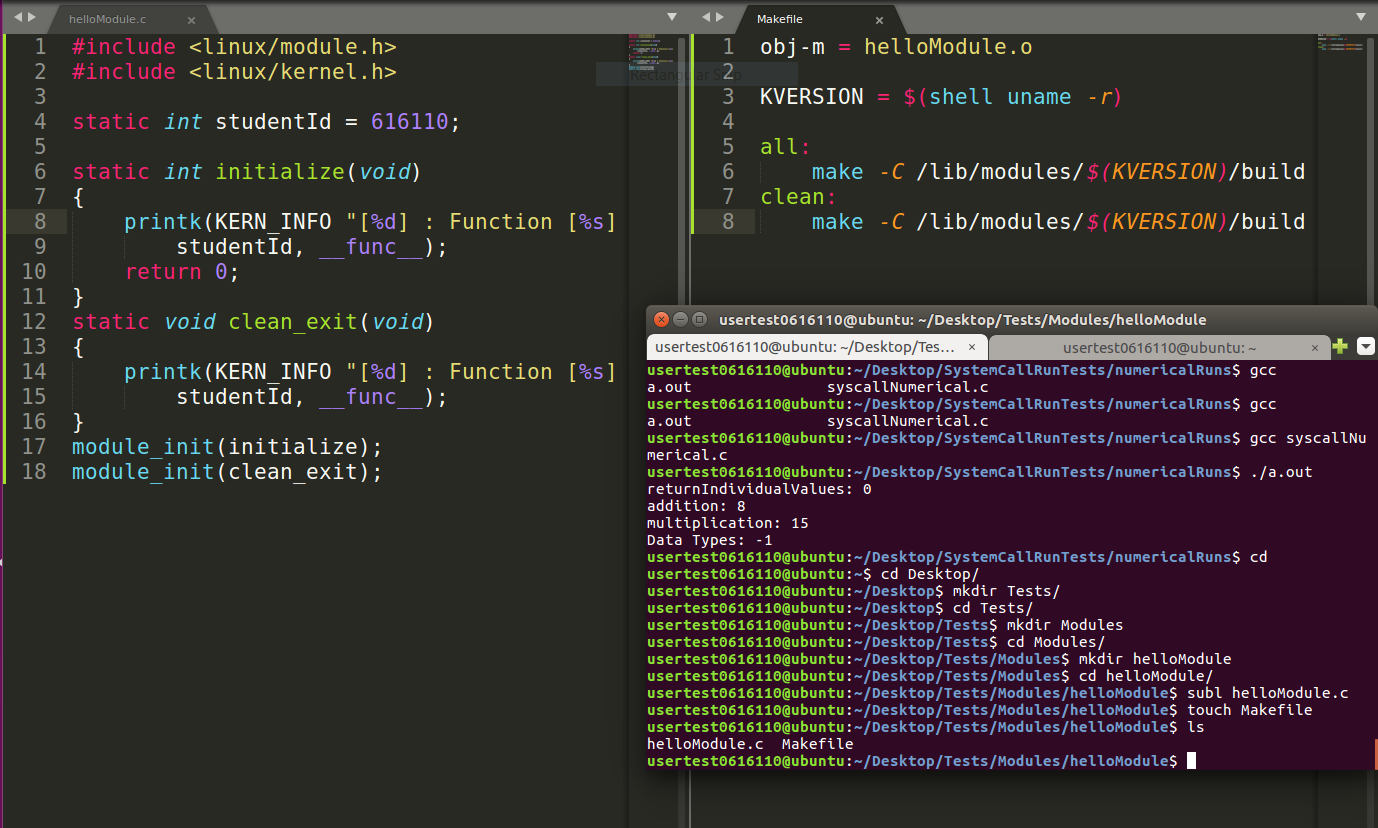 helloModule.c
1 #include <linux/module.h>
2 #include <linux/kernel.h>
3
4 static int studentId = 616110;
5
6 static int initialize(void)
7 {
8 printk(KERN_INFO "[%d] : Function [%s]
9 studentId, __func__);
10 return 0;
11 }
12 static void clean_exit(void)
13 {
14 printk(KERN_INFO "[%d] : Function [%s]
15 studentId, __func__);
16 }
17 module_init(initialize);
18 module_init(clean_exit);
Makefile
1 obj-m = helloModule.o
2
3 KVERSION = $(shell uname -r)
4
5 all:
6 make -C /lib/modules/$(KVERSION)/build
7 clean:
8 make -C /lib/modules/$(KVERSION)/build
usertest0616110@ubuntu: ~/Desktop/Tests/Modules/helloModule
usertest0616110@ubuntu: ~/Desktop/Tes...
usertest0616110@ubuntu: ~
usertest0616110@ubuntu:~/Desktop/SystemCallRunTests/numericalRuns$ gcc
a.out syscallNumerical.c
usertest0616110@ubuntu:~/Desktop/SystemCallRunTests/numericalRuns$ gcc
a.out syscallNumerical.c
usertest0616110@ubuntu:~/Desktop/SystemCallRunTests/numericalRuns$ gcc syscallNu
merical.c
usertest0616110@ubuntu:~/Desktop/SystemCallRunTests/numericalRuns$ ./a.out
returnIndividualValues: 0
addition: 8
multiplication: 15
Data Types: -1
usertest0616110@ubuntu:~/Desktop/SystemCallRunTests/numericalRuns$ cd
usertest0616110@ubuntu:~$ cd Desktop/
usertest0616110@ubuntu:~/Desktop$ mkdir Tests/
usertest0616110@ubuntu:~/Desktop$ cd Tests/
usertest0616110@ubuntu:~/Desktop/Tests$ mkdir Modules
usertest0616110@ubuntu:~/Desktop/Tests$ cd Modules/
usertest0616110@ubuntu:~/Desktop/Tests/Modules$ mkdir helloModule
usertest0616110@ubuntu:~/Desktop/Tests/Modules$ cd helloModule/
usertest0616110@ubuntu:~/Desktop/Tests/Modules/helloModule$ subl helloModule.c
usertest0616110@ubuntu:~/Desktop/Tests/Modules/helloModule$ touch Makefile
usertest0616110@ubuntu:~/Desktop/Tests/Modules/helloModule$ ls
helloModule.c Makefile
usertest0616110@ubuntu:~/Desktop/Tests/Modules/helloModule$